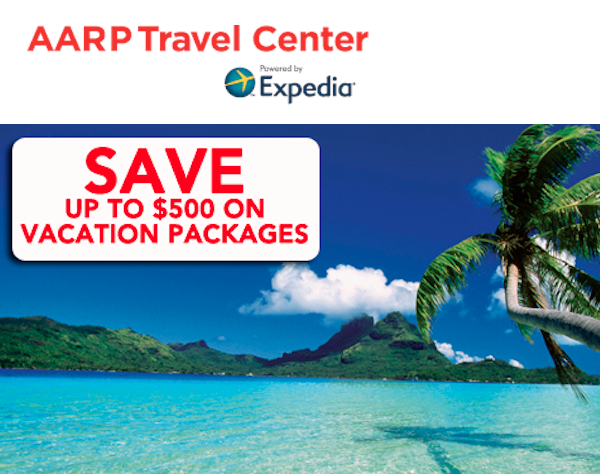 AARP Travel Center
Powered by
Expedia
SAVE
UP TO $500 ON
VACATION PACKAGES